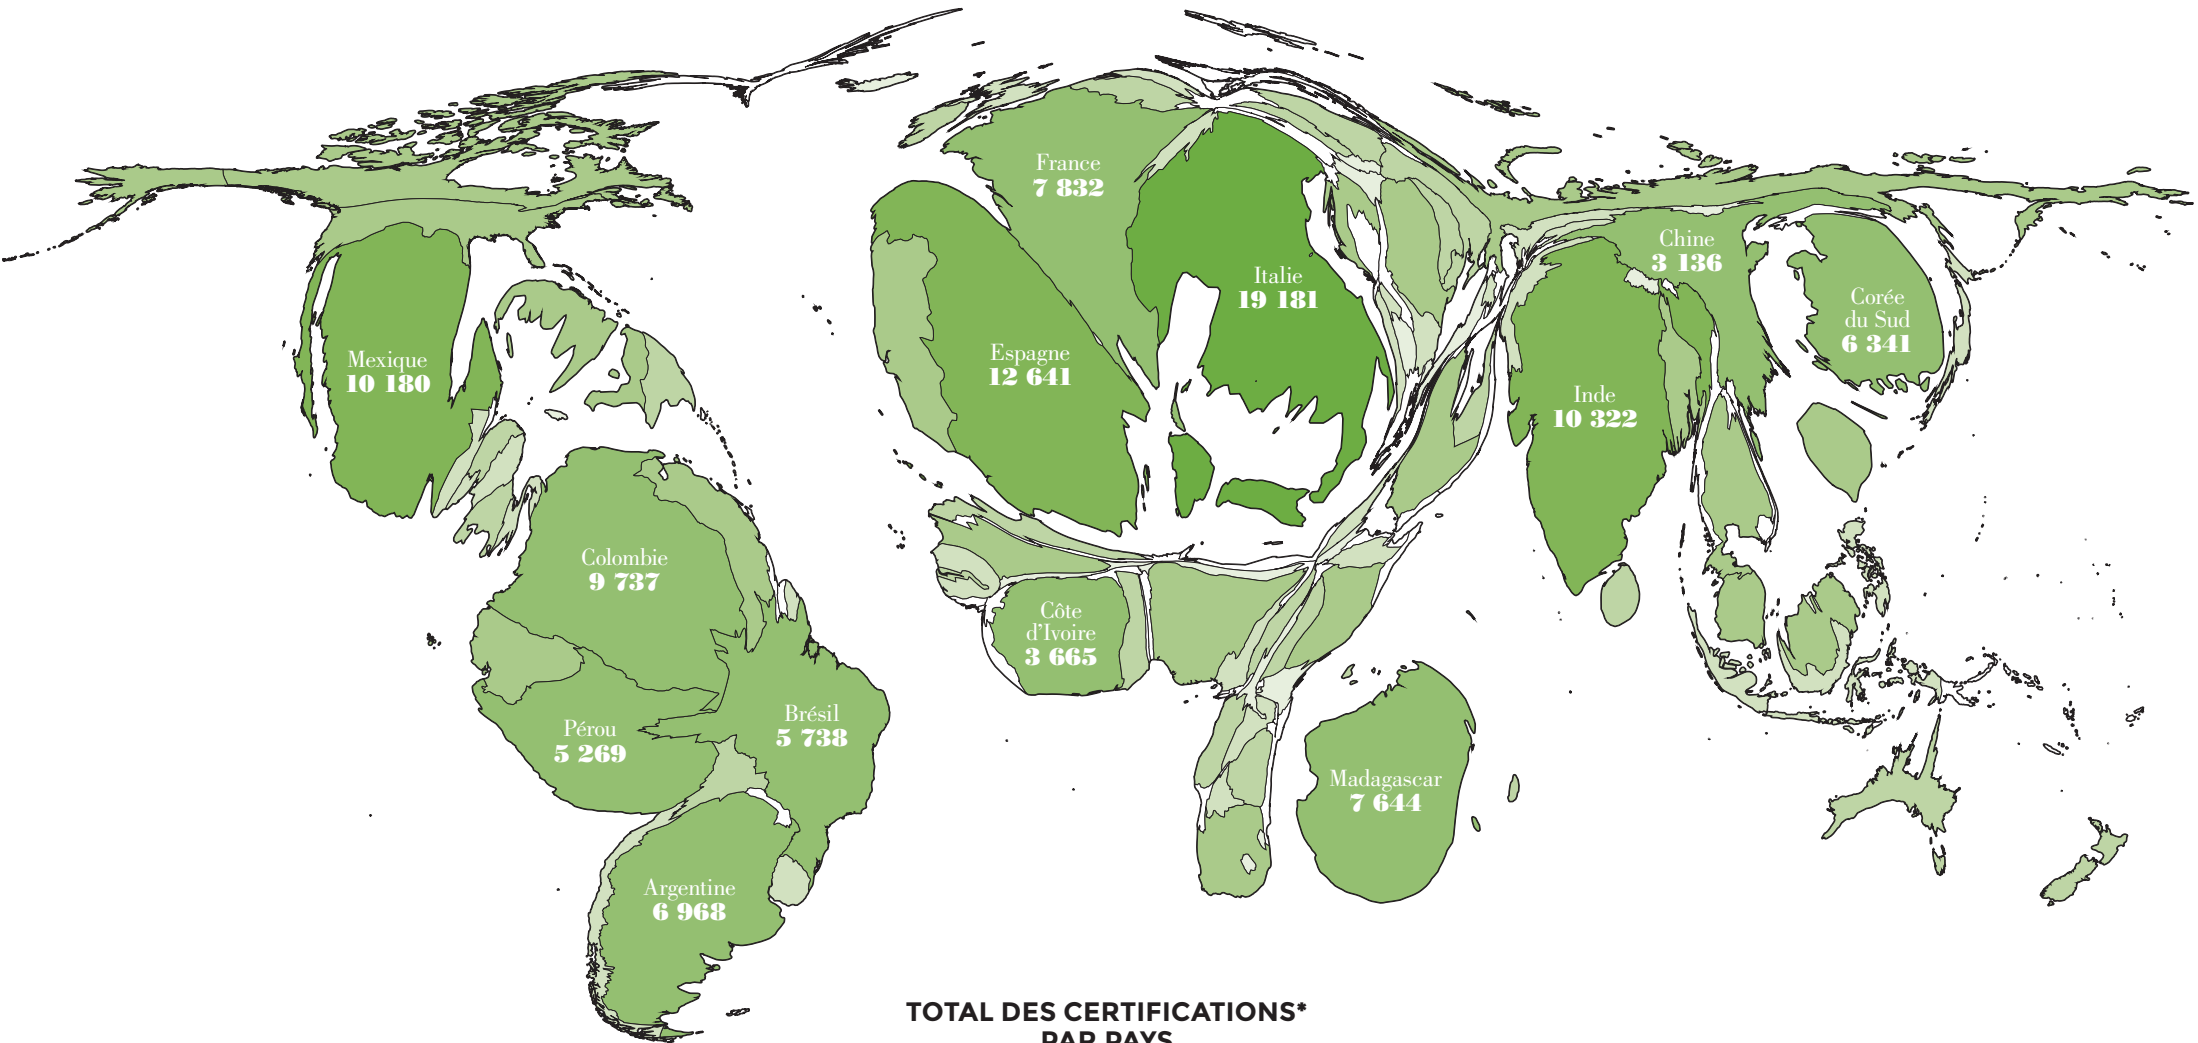 France
7 832
Italie
19 181
Espagne
12 641
Mexique
10 180
Chine
3 136
Corée
du Sud
6 341
Inde
10 322
Colombie
9 737
Côte
d'Ivoire
3 665
Pérou
5 269
Brésil
5 738
Madagascar
7 644
Argentine
6 968
TOTAL DES CERTIFICATIONS*
PAR PAYS